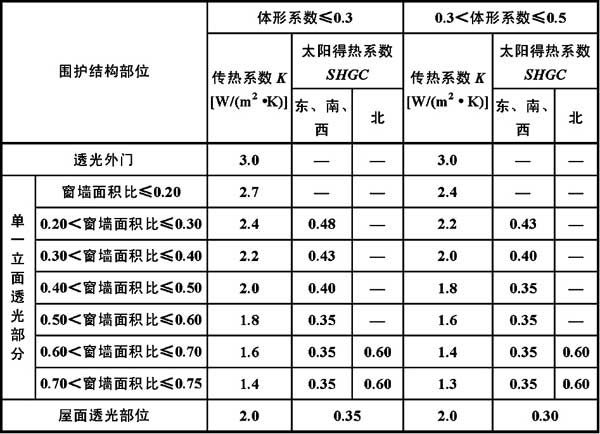 围护结构部位 体形系数≤0.3 0.3＜体形系数≤0.5
传热系数 K [W/(m²•K)] 太阳得热系数 SHGC 传热系数 K [W/(m²•K)] 太阳得热系数 SHGC
东、南、西 北 东、南、西 北
透光外门 3.0 — — 3.0 — —
单一立面透光部分
窗墙面积比≤0.20 2.7 — — 2.4 — —
0.20＜窗墙面积比≤0.30 2.4 0.48 — 2.2 0.43 —
0.30＜窗墙面积比≤0.40 2.2 0.43 — 2.0 0.40 —
0.40＜窗墙面积比≤0.50 2.0 0.40 — 1.8 0.35 —
0.50＜窗墙面积比≤0.60 1.8 0.35 — 1.6 0.35 —
0.60＜窗墙面积比≤0.70 1.6 0.35 0.60 1.4 0.35 0.60
0.70＜窗墙面积比≤0.75 1.4 0.35 0.60 1.3 0.35 0.60
屋面透光部位 2.0 0.35 2.0 0.30